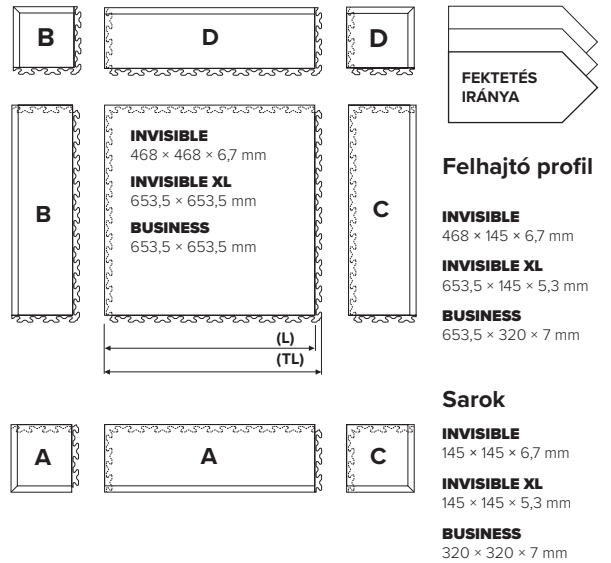 B
D
D
FEKTETÉS
IRÁNYA
B
INVISIBLE
468 × 468 × 6,7 mm
INVISIBLE XL
653,5 × 653,5 mm
BUSINESS
653,5 × 653,5 mm
C
(L)
(TL)
A
A
C
Felhajtó profil
INVISIBLE
468 × 145 × 6,7 mm
INVISIBLE XL
653,5 × 145 × 5,3 mm
BUSINESS
653,5 × 320 × 7 mm
Sarok
INVISIBLE
145 × 145 × 6,7 mm
INVISIBLE XL
145 × 145 × 5,3 mm
BUSINESS
320 × 320 × 7 mm